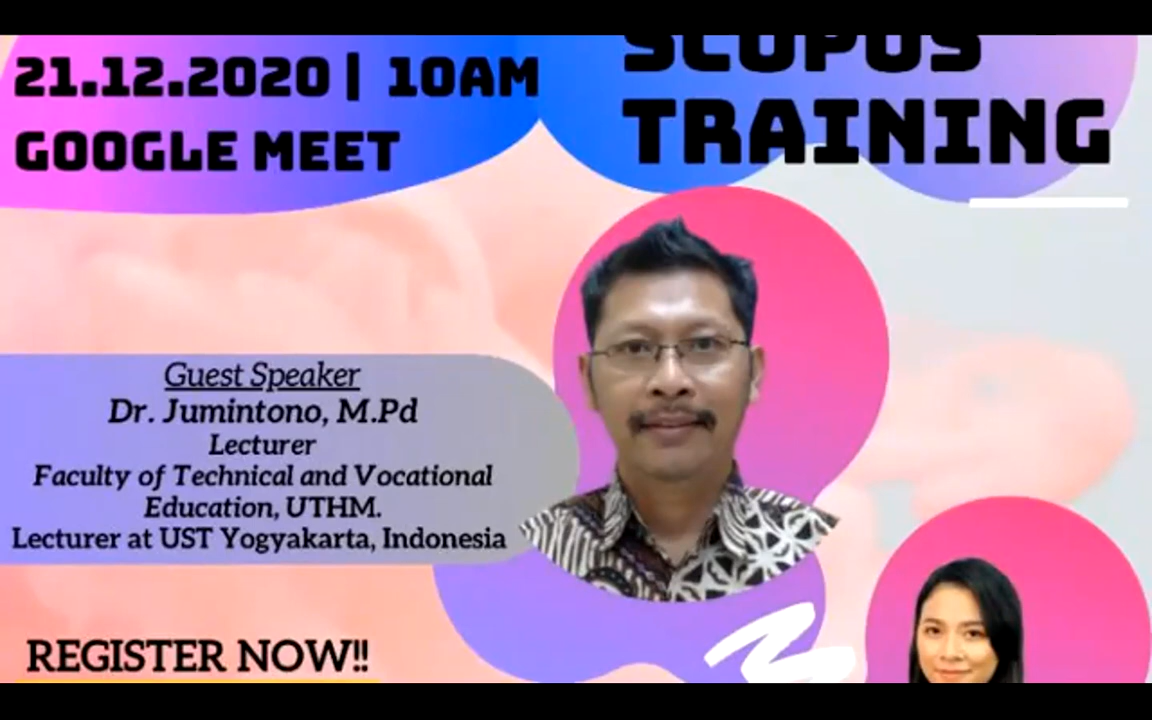 21.12.2020 | 10AM
GOOGLE MEET
SCOPUS
TRAINING
Guest Speaker
Dr. Jumintono, M.Pd
Lecturer
Faculty of Technical and Vocational
Education, UTHM.
Lecturer at UST Yogyakarta, Indonesia
REGISTER NOW!!